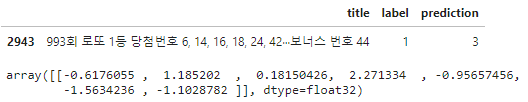 title label prediction
2943 993회 로또 1등 당첨번호 6, 14, 16, 18, 24, 42···보너스 번호 44 1 3
array([[-0.6176055 , 1.185202 , 0.18150426, 2.271334 , -0.95657456,
-1.5634236 , -1.1028782 ]], dtype=float32)